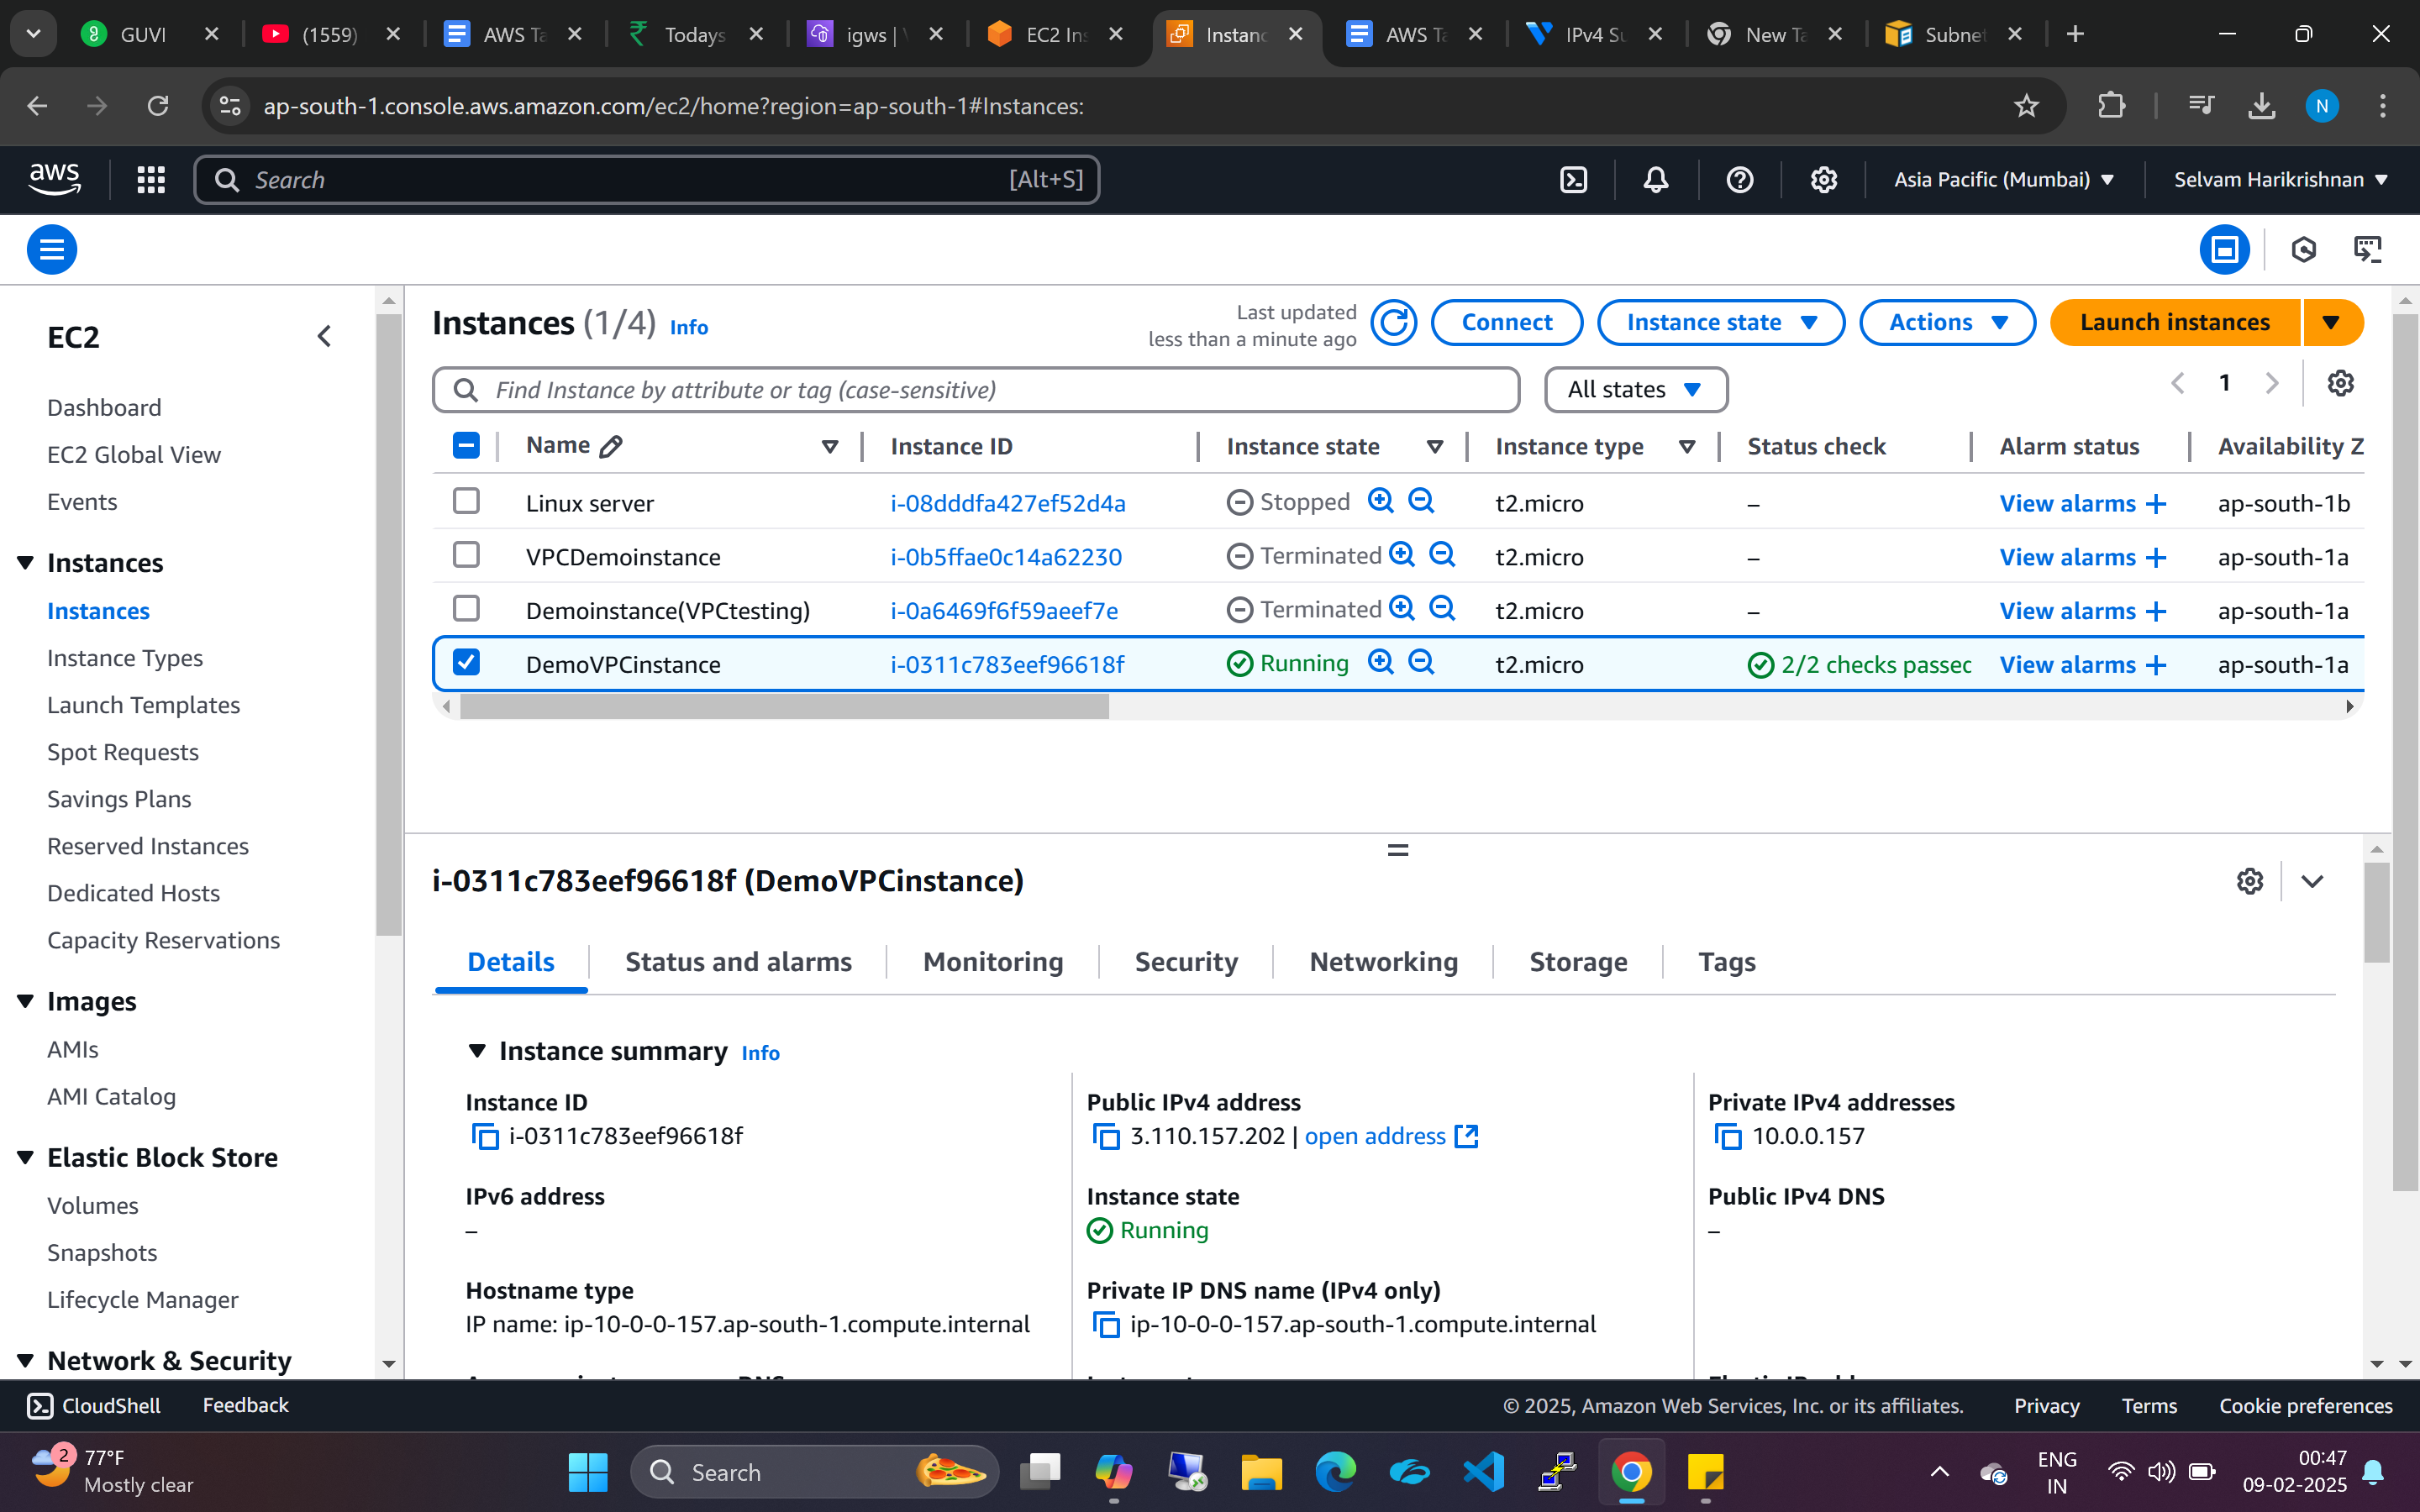 GUVI
(1559)
AWS Ta
Todays
igws | V
EC2 Ins
Instanc
AWS Ta
IPv4 Su
New Ta
Subnet
ap-south-1.console.aws.amazon.com/ec2/home?region=ap-south-1#Instances:
N
aws
Search
[Alt+S]
Asia Pacific (Mumbai)
Selvam Harikrishnan
EC2
Dashboard
EC2 Global View
Events
Instances
Instances
Instance Types
Launch Templates
Spot Requests
Savings Plans
Reserved Instances
Dedicated Hosts
Capacity Reservations
Images
AMIs
AMI Catalog
Elastic Block Store
Volumes
Snapshots
Lifecycle Manager
Network & Security
Instances (1/4) Info
Last updated
less than a minute ago
Connect
Instance state
Actions
Launch instances
Find Instance by attribute or tag (case-sensitive)
All states
1
Name Instance ID Instance state Instance type Status check Alarm status Availability Z
Linux server i-08dddfa427ef52d4a Stopped t2.micro – View alarms + ap-south-1b
VPCDemoinstance i-0b5ffae0c14a62230 Terminated t2.micro – View alarms + ap-south-1a
Demoinstance(VPCtesting) i-0a6469f6f59aeef7e Terminated t2.micro – View alarms + ap-south-1a
DemoVPCinstance i-0311c783eef96618f Running t2.micro 2/2 checks passed View alarms + ap-south-1a
i-0311c783eef96618f (DemoVPCinstance)
Details Status and alarms Monitoring Security Networking Storage Tags
Instance summary Info
Instance ID
i-0311c783eef96618f
Public IPv4 address
3.110.157.202 | open address
Private IPv4 addresses
10.0.0.157
IPv6 address
–
Instance state
Running
Public IPv4 DNS
–
Hostname type
IP name: ip-10-0-0-157.ap-south-1.compute.internal
Private IP DNS name (IPv4 only)
ip-10-0-0-157.ap-south-1.compute.internal
CloudShell
Feedback
© 2025, Amazon Web Services, Inc. or its affiliates.
Privacy
Terms
Cookie preferences
2
77°F
Mostly clear
Search
ENG
IN
00:47
09-02-2025